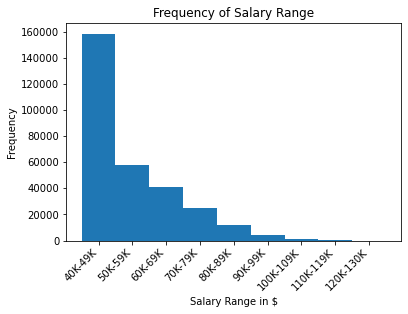 Frequency of Salary Range
160000
140000
120000
100000
80000
60000
40000
20000
0
Frequency
40K-49K
50K-59K
60K-69K
70K-79K
80K-89K
90K-99K
100K-109K
110K-119K
120K-130K
Salary Range in $